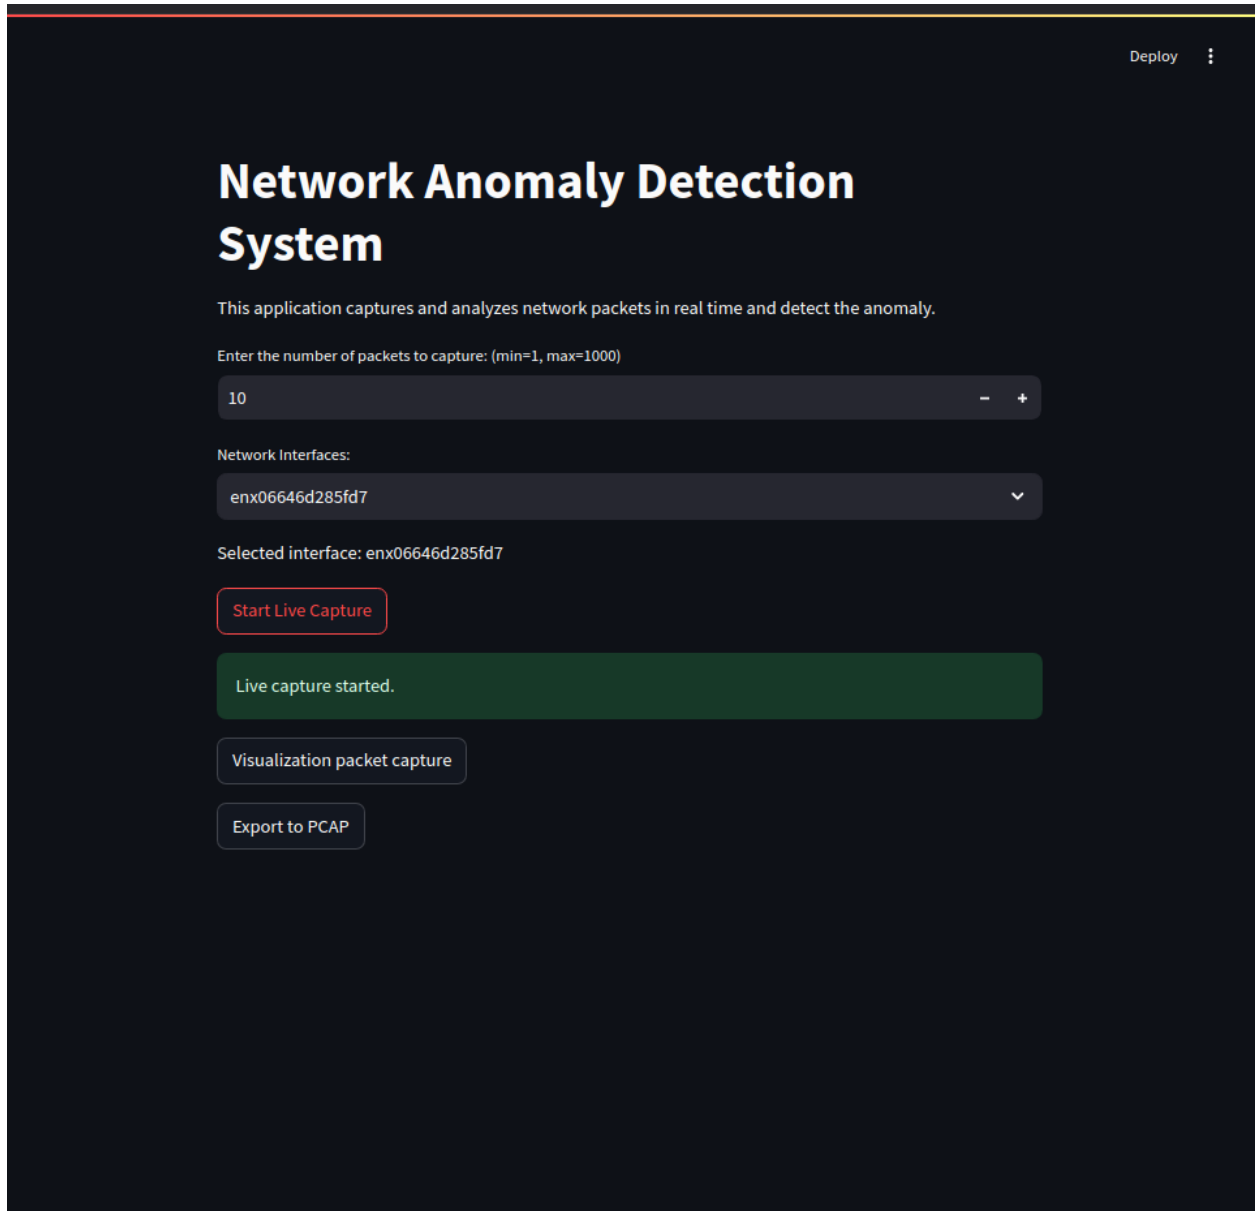 Deploy
Network Anomaly Detection
System
This application captures and analyzes network packets in real time and detect the anomaly.
Enter the number of packets to capture: (min=1, max=1000)
10
Network Interfaces:
enx06646d285fd7
Selected interface: enx06646d285fd7
Start Live Capture
Live capture started.
Visualization packet capture
Export to PCAP